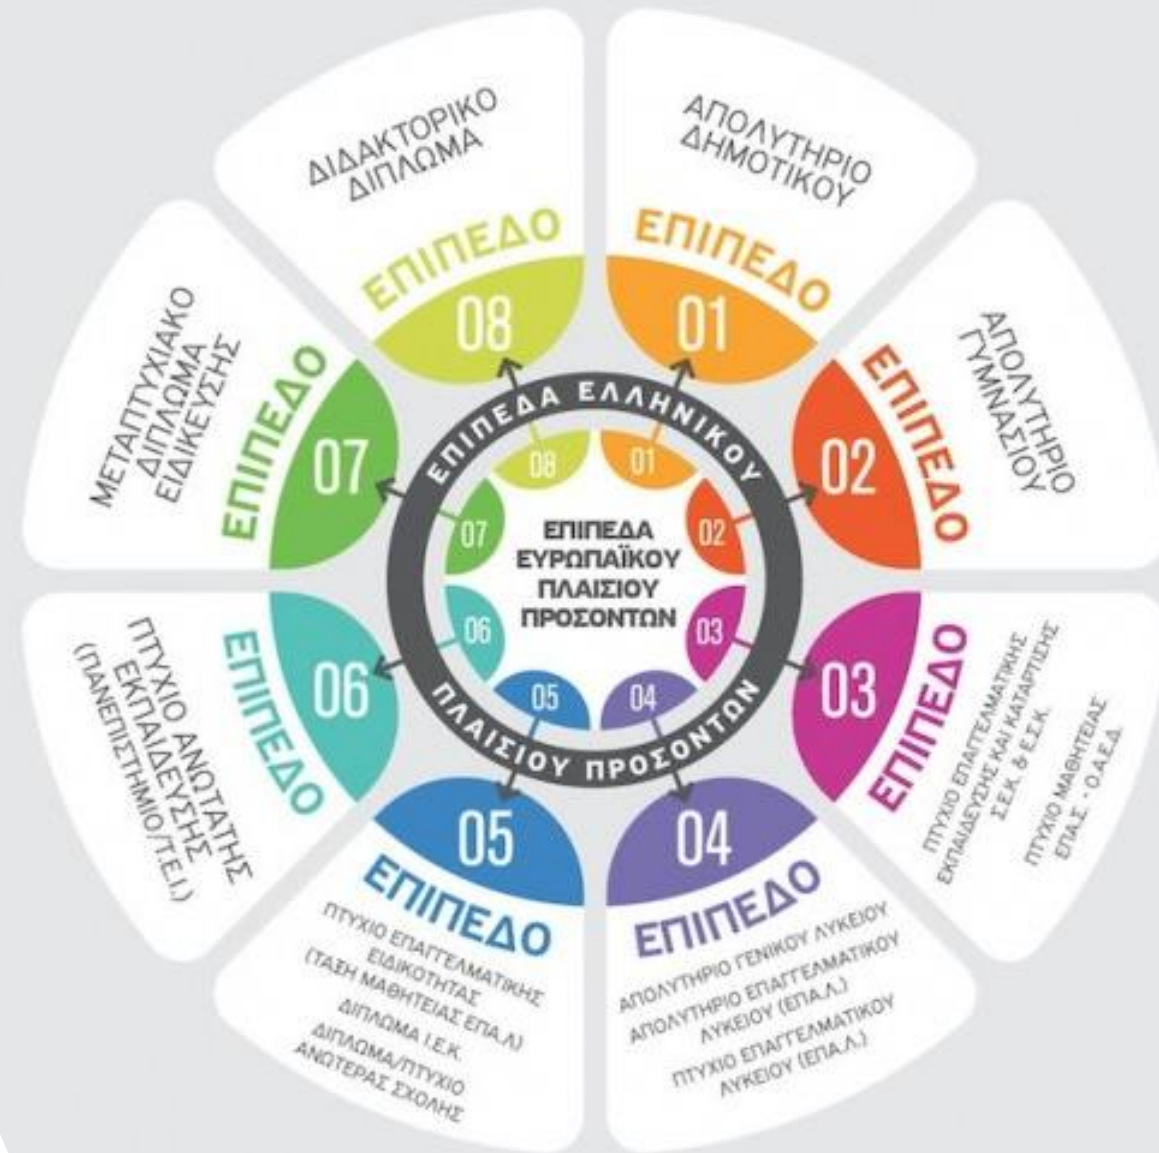 ΕΠΙΠΕΔΑ
ΕΥΡΩΠΑΪΚΟΥ
ΠΛΑΙΣΙΟΥ
ΠΡΟΣΟΝΤΩΝ
01
02
03
04
05
06
07
08
ΕΠΙΠΕΔΑ ΕΛΛΗΝΙΚΟΥ
ΠΛΑΙΣΙΟΥ ΠΡΟΣΟΝΤΩΝ
01
ΕΠΙΠΕΔΟ
ΑΠΟΛΥΤΗΡΙΟ
ΔΗΜΟΤΙΚΟΥ
02
ΕΠΙΠΕΔΟ
ΑΠΟΛΥΤΗΡΙΟ
ΓΥΜΝΑΣΙΟΥ
03
ΕΠΙΠΕΔΟ
ΠΤΥΧΙΟ ΕΠΑΓΓΕΛΜΑΤΙΚΗΣ
ΕΚΠΑΙΔΕΥΣΗΣ ΚΑΙ ΚΑΤΑΡΤΙΣΗΣ
Σ.Ε.Κ. & Ε.Σ.Κ.
ΠΤΥΧΙΟ ΜΑΘΗΤΕΙΑΣ
ΕΠΑ.Σ - Ο.Α.Ε.Δ.
04
ΕΠΙΠΕΔΟ
ΑΠΟΛΥΤΗΡΙΟ ΓΕΝΙΚΟΥ ΛΥΚΕΙΟΥ
ΑΠΟΛΥΤΗΡΙΟ ΕΠΑΓΓΕΛΜΑΤΙΚΟΥ
ΛΥΚΕΙΟΥ (ΕΠΑ.Λ.)
ΠΤΥΧΙΟ ΕΠΑΓΓΕΛΜΑΤΙΚΟΥ
ΛΥΚΕΙΟΥ (ΕΠΑ.Λ.)
05
ΕΠΙΠΕΔΟ
ΠΤΥΧΙΟ ΕΠΑΓΓΕΛΜΑΤΙΚΗΣ
ΕΙΔΙΚΟΤΗΤΑΣ
(ΤΑΞΗ ΜΑΘΗΤΕΙΑΣ ΕΠΑ.Λ)
ΔΙΠΛΩΜΑ Ι.Ε.Κ.
ΔΙΠΛΩΜΑ/ΠΤΥΧΙΟ
ΑΝΩΤΕΡΑΣ ΣΧΟΛΗΣ
06
ΕΠΙΠΕΔΟ
ΠΤΥΧΙΟ ΑΝΩΤΑΤΗΣ
ΕΚΠΑΙΔΕΥΣΗΣ
(ΠΑΝΕΠΙΣΤΗΜΙΟ/Τ.Ε.Ι.)
07
ΕΠΙΠΕΔΟ
ΜΕΤΑΠΤΥΧΙΑΚΟ
ΔΙΠΛΩΜΑ
ΕΙΔΙΚΕΥΣΗΣ
08
ΕΠΙΠΕΔΟ
ΔΙΔΑΚΤΟΡΙΚΟ
ΔΙΠΛΩΜΑ